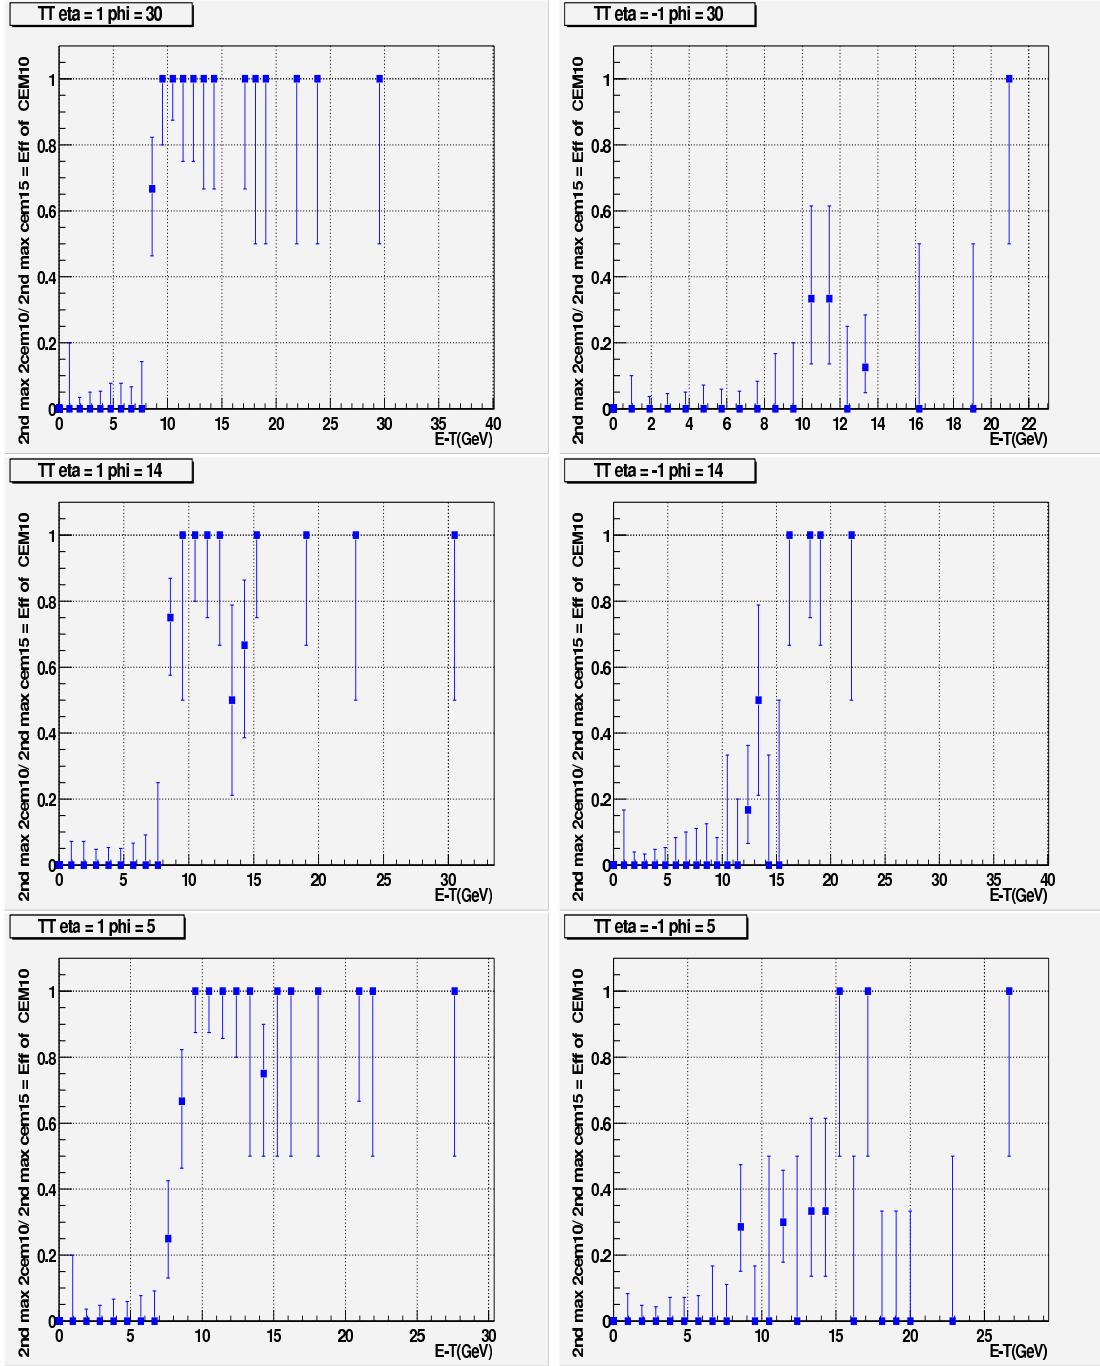 TT eta = 1 phi = 30
2nd max 2cem10/ 2nd max cem15 = Eff of CEM10
1
0.8
0.6
0.4
0.2
0
0 5 10 15 20 25 30 35 40
E-T(GeV)
TT eta = -1 phi = 30
2nd max 2cem10/ 2nd max cem15 = Eff of CEM10
1
0.8
0.6
0.4
0.2
0
0 2 4 6 8 10 12 14 16 18 20 22
E-T(GeV)
TT eta = 1 phi = 14
2nd max 2cem10/ 2nd max cem15 = Eff of CEM10
1
0.8
0.6
0.4
0.2
0
0 5 10 15 20 25 30
E-T(GeV)
TT eta = -1 phi = 14
2nd max 2cem10/ 2nd max cem15 = Eff of CEM10
1
0.8
0.6
0.4
0.2
0
0 5 10 15 20 25 30 35 40
E-T(GeV)
TT eta = 1 phi = 5
2nd max 2cem10/ 2nd max cem15 = Eff of CEM10
1
0.8
0.6
0.4
0.2
0
0 5 10 15 20 25 30
E-T(GeV)
TT eta = -1 phi = 5
2nd max 2cem10/ 2nd max cem15 = Eff of CEM10
1
0.8
0.6
0.4
0.2
0
0 5 10 15 20 25
E-T(GeV)